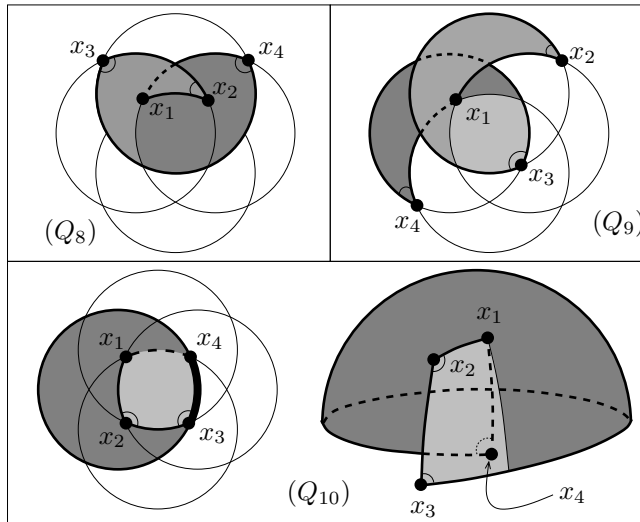 x₃ x₄
x₁ x₂
(Q₈)
x₂
x₁
x₃
x₄
(Q₉)
x₁ x₄
x₂ x₃
(Q₁₀)
x₁
x₂
x₃ x₄